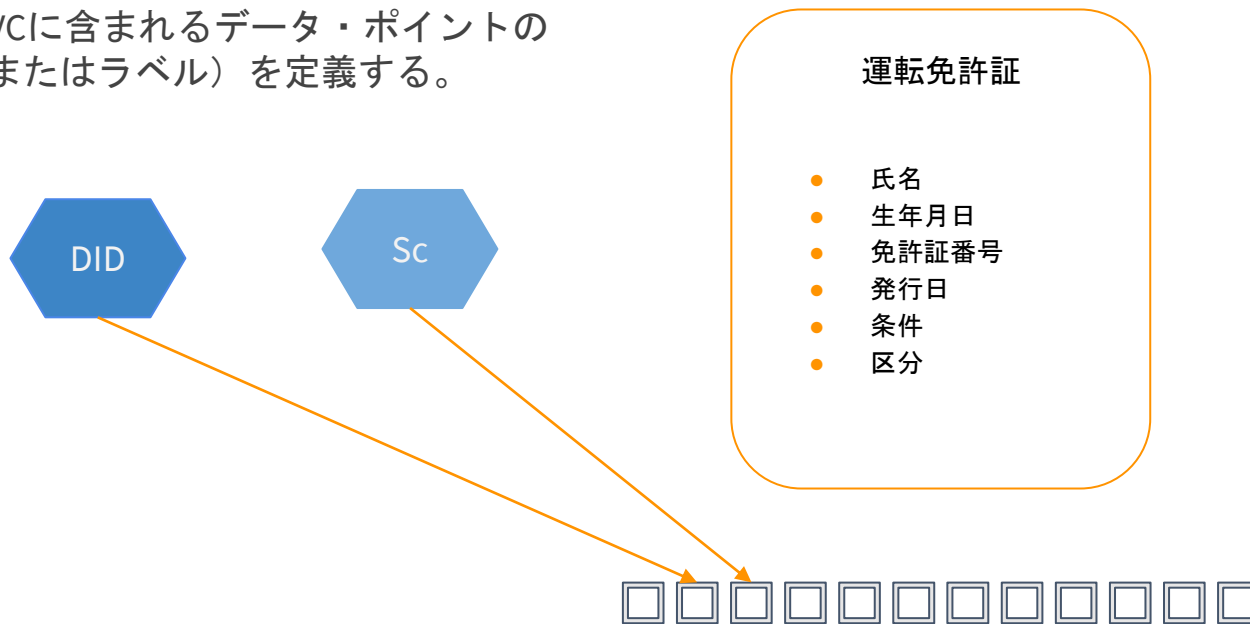 VCに含まれるデータ・ポイントの
またはラベル）を定義する。
運転免許証
氏名
生年月日
免許証番号
発行日
条件
区分
DID
Sc